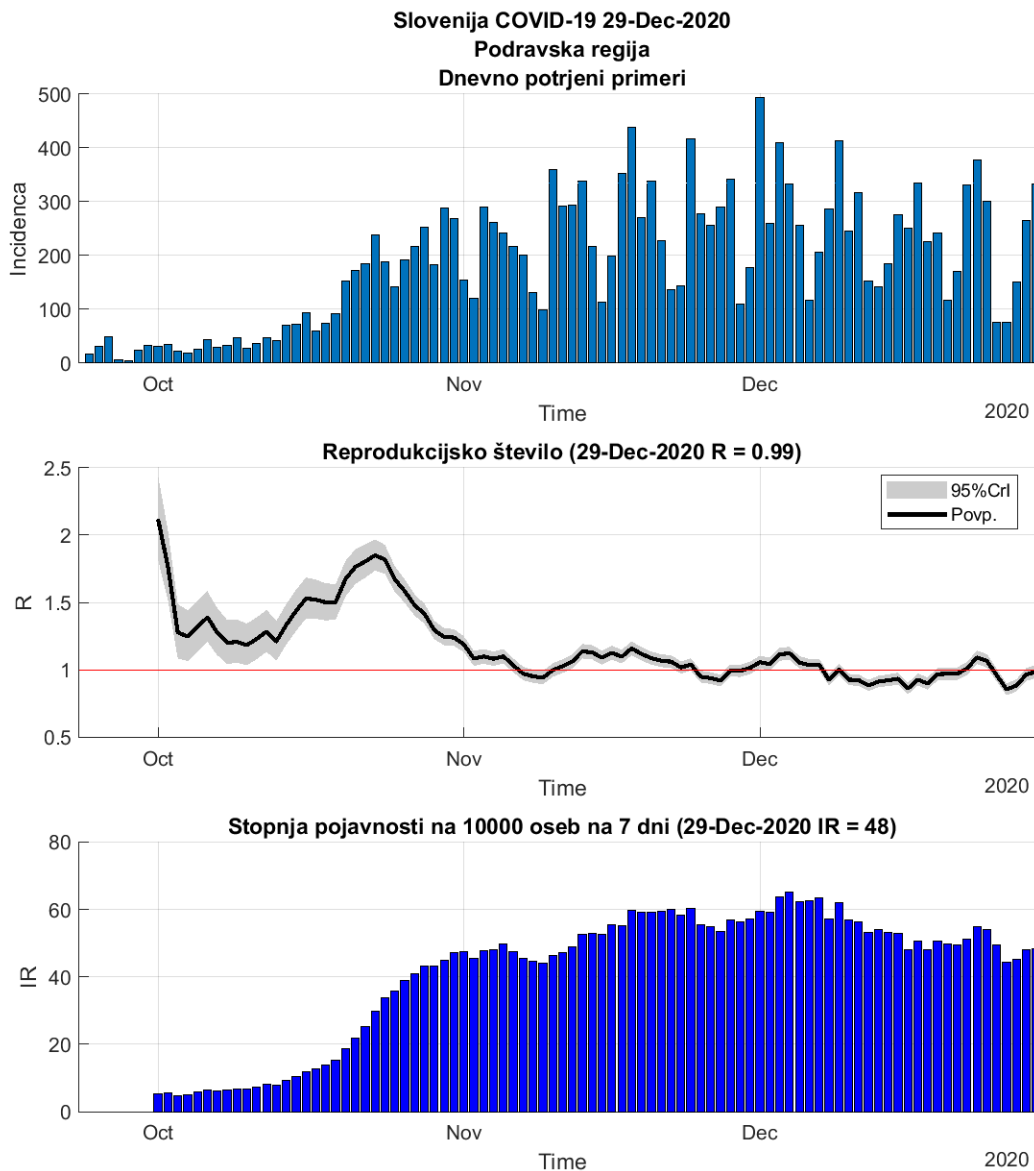 Slovenija COVID-19 29-Dec-2020
Podravska regija
Dnevno potrjeni primeri
500
400
300
200
100
0
Incidenca
Oct
Nov
Dec
Time
2020
Reprodukcijsko število (29-Dec-2020 R = 0.99)
2.5
2
1.5
1
0.5
R
95%CrI
Povp.
Oct
Nov
Dec
Time
2020
Stopnja pojavnosti na 10000 oseb na 7 dni (29-Dec-2020 IR = 48)
80
60
40
20
0
IR
Oct
Nov
Dec
Time
2020